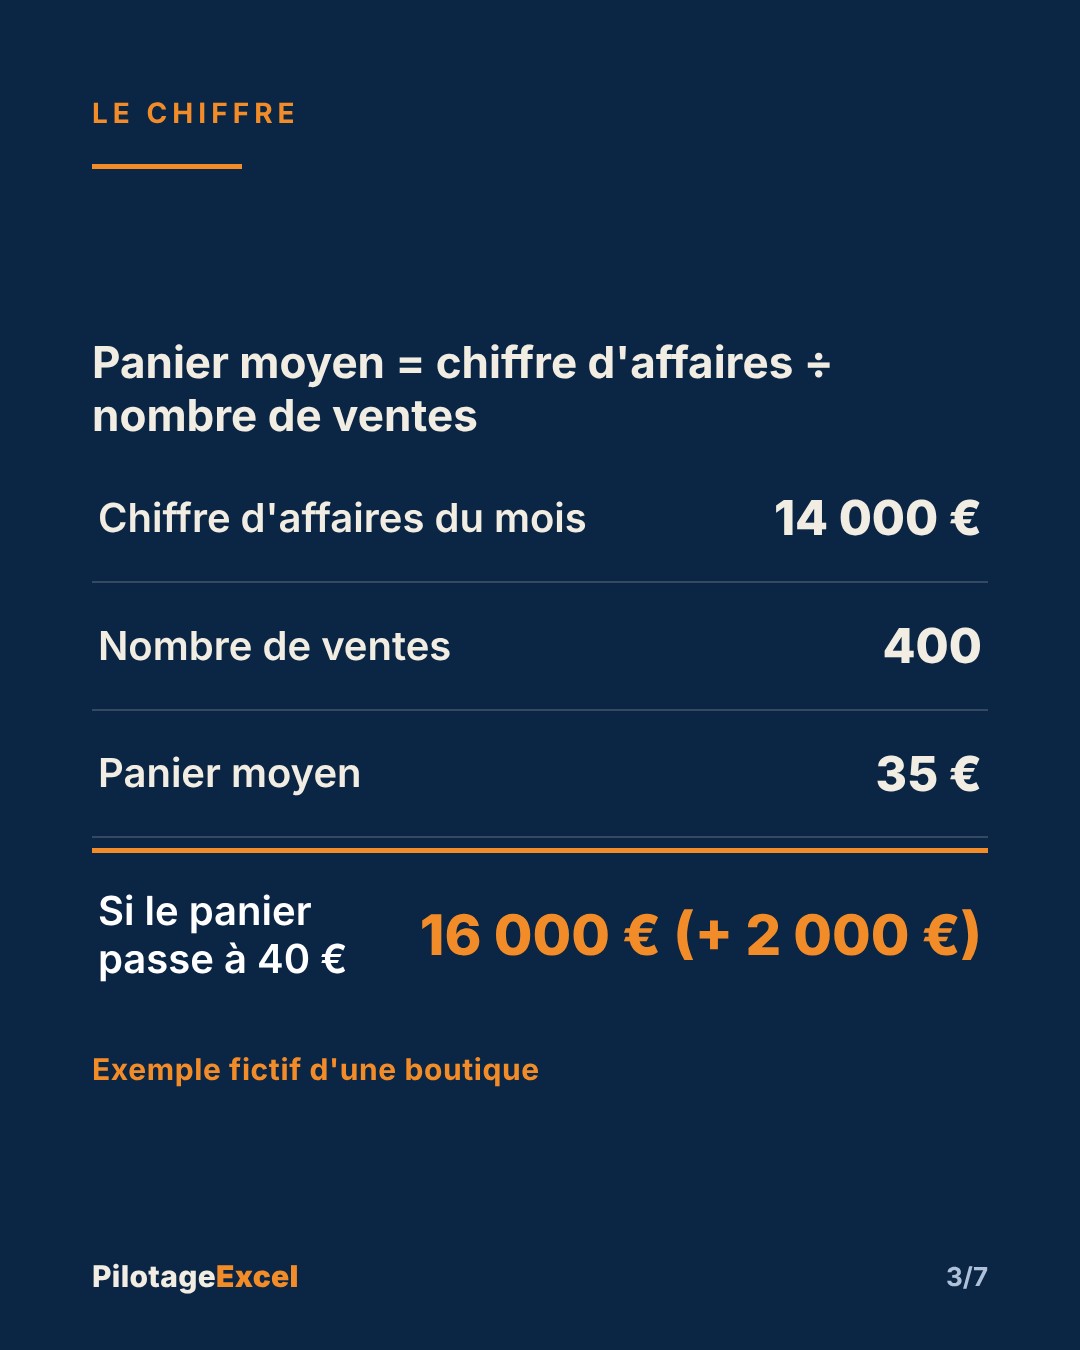 LE CHIFFRE
Panier moyen = chiffre d'affaires ÷
nombre de ventes
Chiffre d'affaires du mois 14 000 €
Nombre de ventes 400
Panier moyen 35 €
Si le panier
passe à 40 € 16 000 € (+ 2 000 €)
Exemple fictif d'une boutique
PilotageExcel 3/7